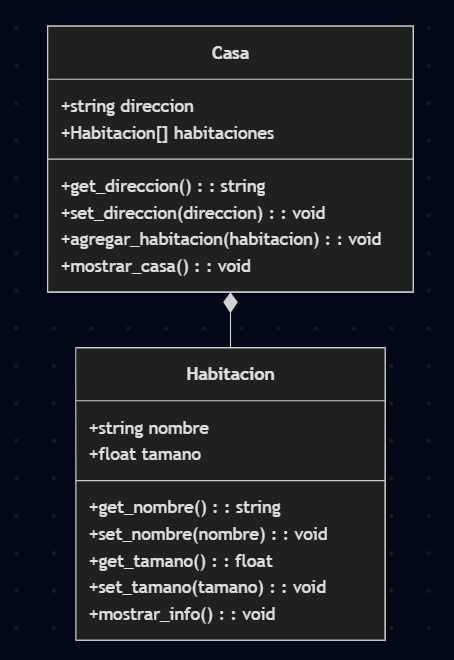 Casa
+string direccion
+Habitacion[] habitaciones
+get_direccion() : : string
+set_direccion(direccion) : : void
+agregar_habitacion(habitacion) : : void
+mostrar_casa() : : void
Habitacion
+string nombre
+float tamano
+get_nombre() : : string
+set_nombre(nombre) : : void
+get_tamano() : : float
+set_tamano(tamano) : : void
+mostrar_info() : : void